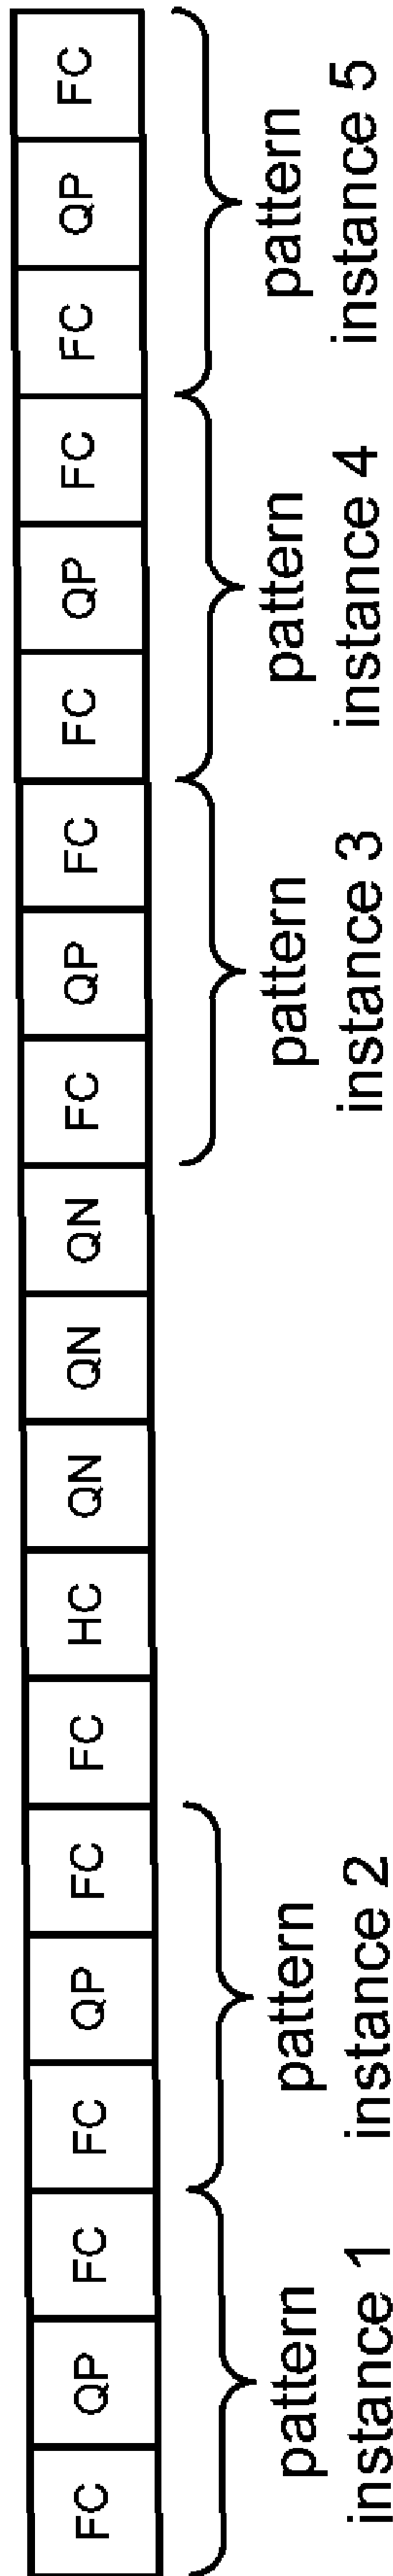 FC QP FC FC QP FC FC HC QN QN QN FC QP FC FC QP FC FC QP FC
pattern
instance 1
pattern
instance 2
pattern
instance 3
pattern
instance 4
pattern
instance 5